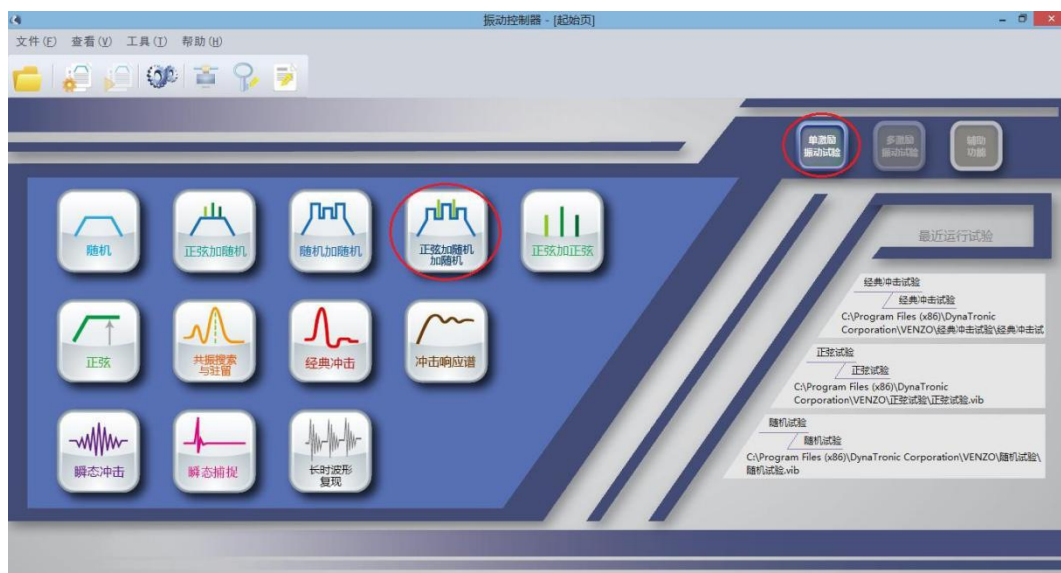 振动控制器 - [起始页]
文件(F) 查看(V) 工具(T) 帮助(H)
单激励
振动试验
多激励
振动试验
辅助
功能
随机
正弦加随机
随机加随机
正弦加随机
加随机
正弦加正弦
正弦
共振搜索
与驻留
经典冲击
冲击响应谱
瞬态冲击
瞬态捕捉
长时波形
复现
最近运行试验
经典冲击试验
经典冲击试验
C:\Program Files (x86)\DynaTronic
Corporation\VENZO\经典冲击试验\经典冲击试
正弦试验
正弦试验
C:\Program Files (x86)\DynaTronic
Corporation\VENZO\正弦试验\正弦试验.vib
随机试验
随机试验
C:\Program Files (x86)\DynaTronic Corporation\VENZO\随机试验\
随机试验.vib